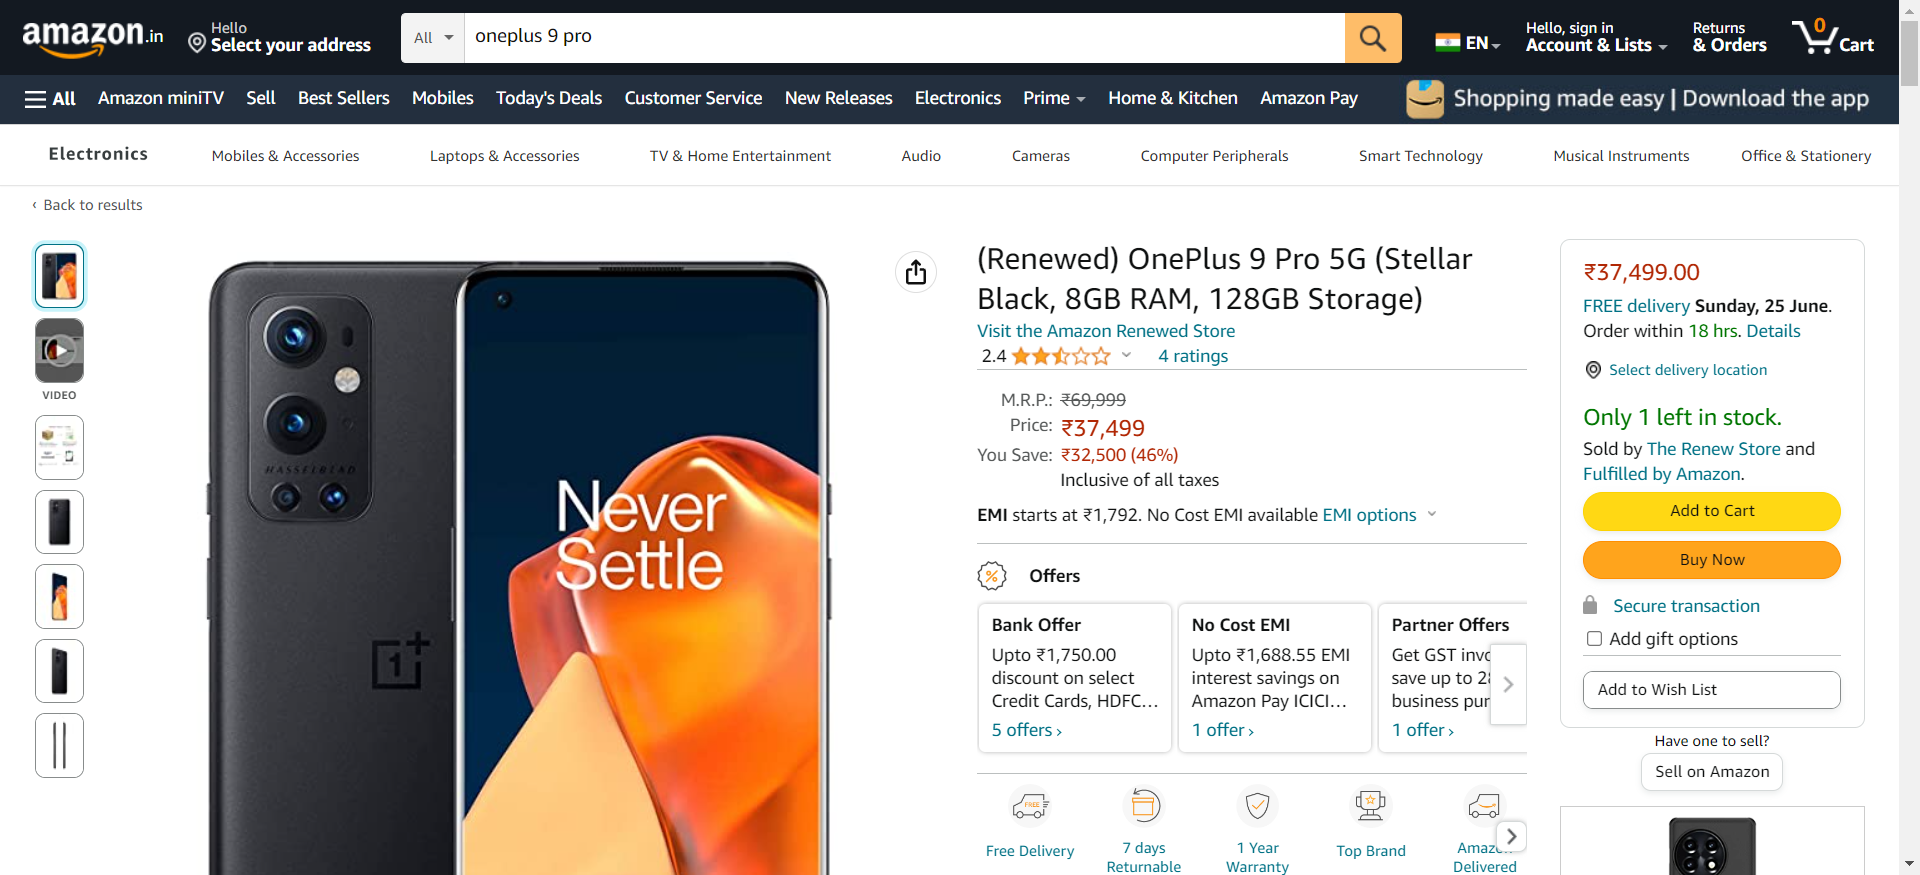 amazon.in
Hello
Select your address
All
oneplus 9 pro
EN
Hello, sign in
Account & Lists
Returns
& Orders
0
Cart
All
Amazon miniTV
Sell
Best Sellers
Mobiles
Today's Deals
Customer Service
New Releases
Electronics
Prime
Home & Kitchen
Amazon Pay
Shopping made easy | Download the app
Electronics
Mobiles & Accessories
Laptops & Accessories
TV & Home Entertainment
Audio
Cameras
Computer Peripherals
Smart Technology
Musical Instruments
Office & Stationery
‹ Back to results
VIDEO
HASSELBLAD
1+
Never
Settle
(Renewed) OnePlus 9 Pro 5G (Stellar
Black, 8GB RAM, 128GB Storage)
Visit the Amazon Renewed Store
2.4
4 ratings
M.R.P.: ₹69,999
Price: ₹37,499
You Save: ₹32,500 (46%)
Inclusive of all taxes
EMI starts at ₹1,792. No Cost EMI available EMI options
%
Offers
Bank Offer
Upto ₹1,750.00
discount on select
Credit Cards, HDFC…
5 offers ›
No Cost EMI
Upto ₹1,688.55 EMI
interest savings on
Amazon Pay ICICI…
1 offer ›
Partner Offers
Get GST invo
save up to 28
business pur
1 offer ›
FREE
Free Delivery
7 days
Returnable
1 Year
Warranty
Top Brand
Amazon
Delivered
₹37,499.00
FREE delivery Sunday, 25 June.
Order within 18 hrs. Details
Select delivery location
Only 1 left in stock.
Sold by The Renew Store and
Fulfilled by Amazon.
Add to Cart
Buy Now
Secure transaction
Add gift options
Add to Wish List
Have one to sell?
Sell on Amazon